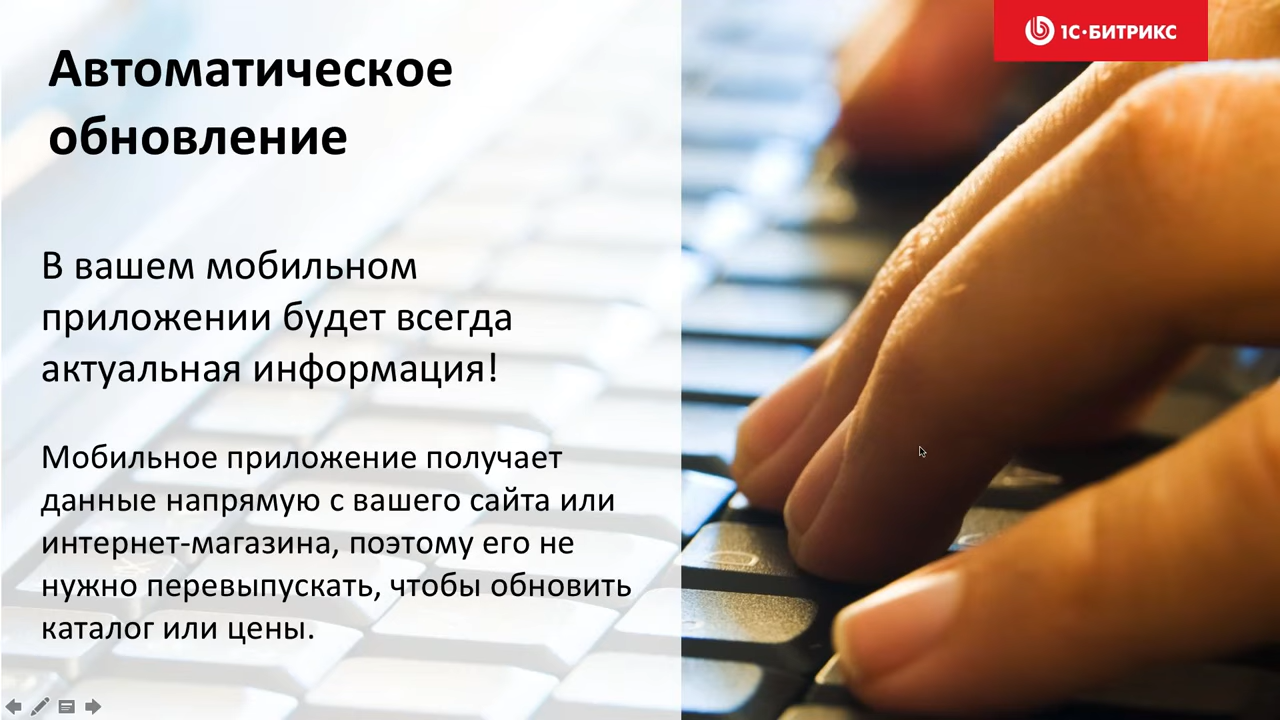 1С·БИТРИКС
Автоматическое
обновление
В вашем мобильном
приложении будет всегда
актуальная информация!
Мобильное приложение получает
данные напрямую с вашего сайта или
интернет-магазина, поэтому его не
нужно перевыпускать, чтобы обновить
каталог или цены.